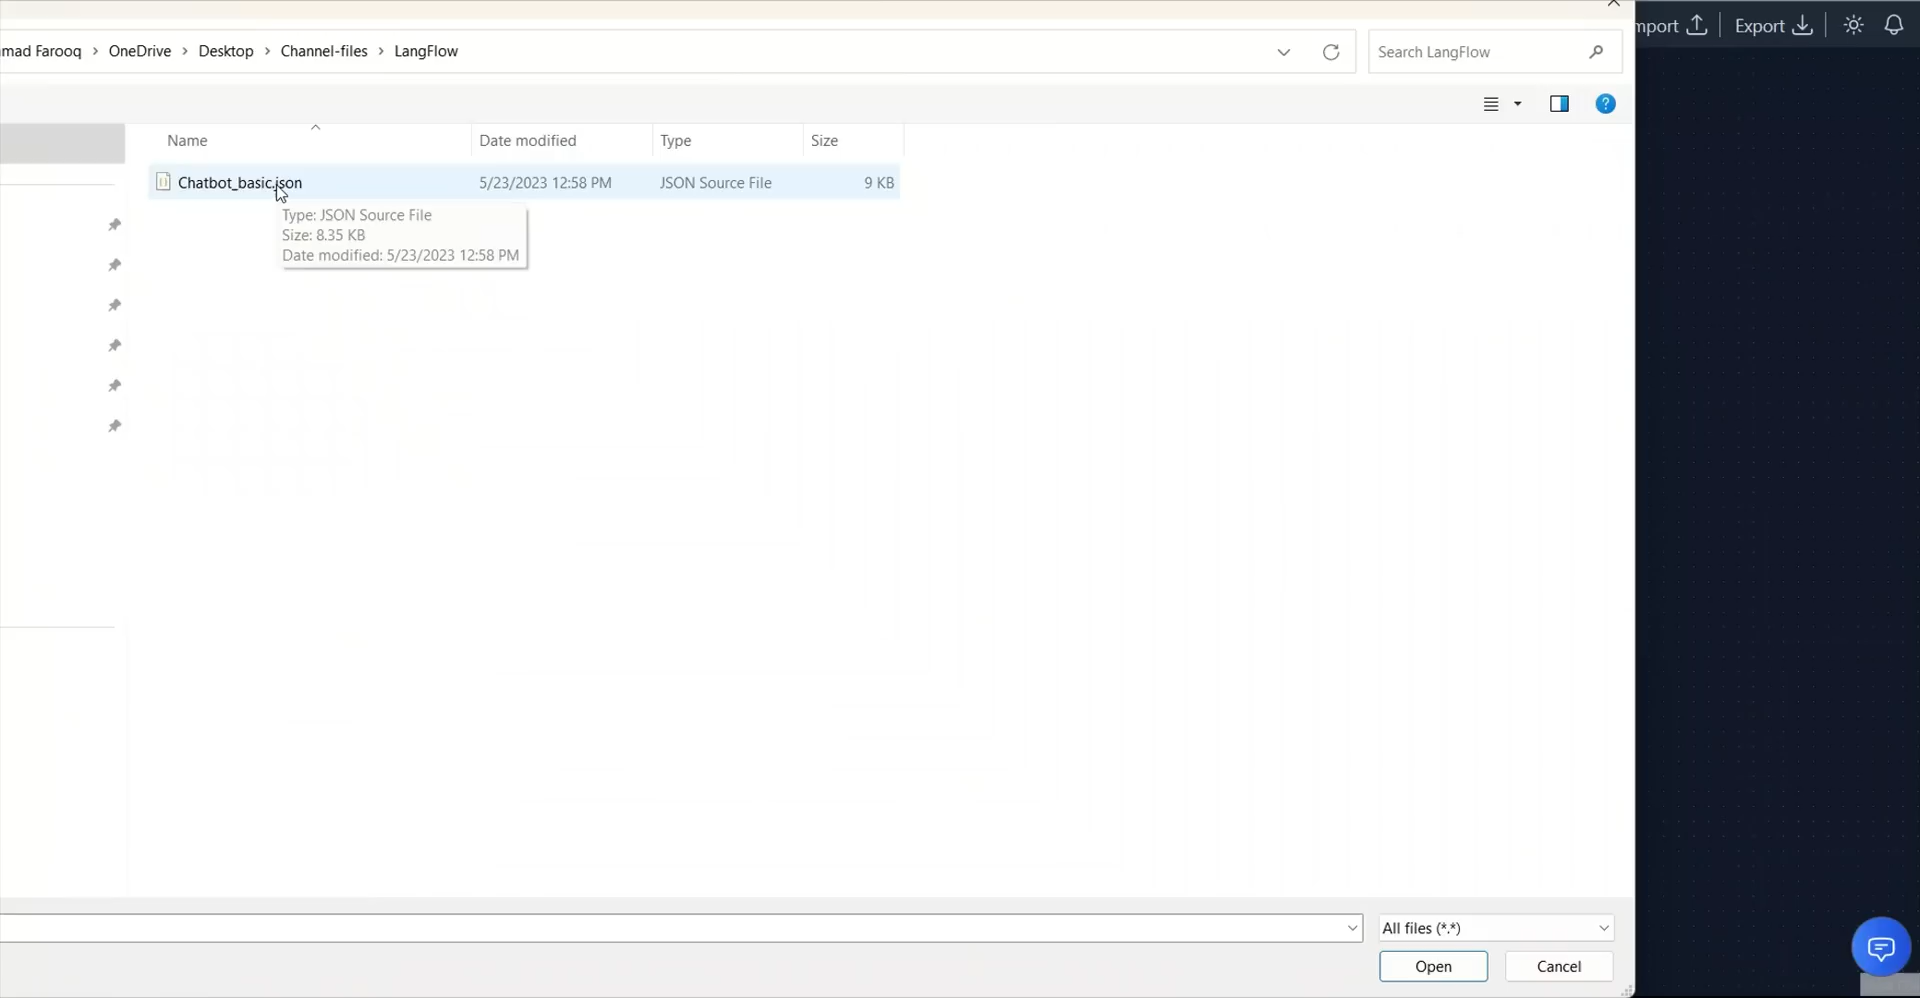 mad Farooq > OneDrive > Desktop > Channel-files > LangFlow
Search LangFlow
mport
Export
Name
Date modified
Type
Size
Chatbot_basic.json
5/23/2023 12:58 PM
JSON Source File
9 KB
Type: JSON Source File
Size: 8.35 KB
Date modified: 5/23/2023 12:58 PM
All files (*.*)
Open
Cancel